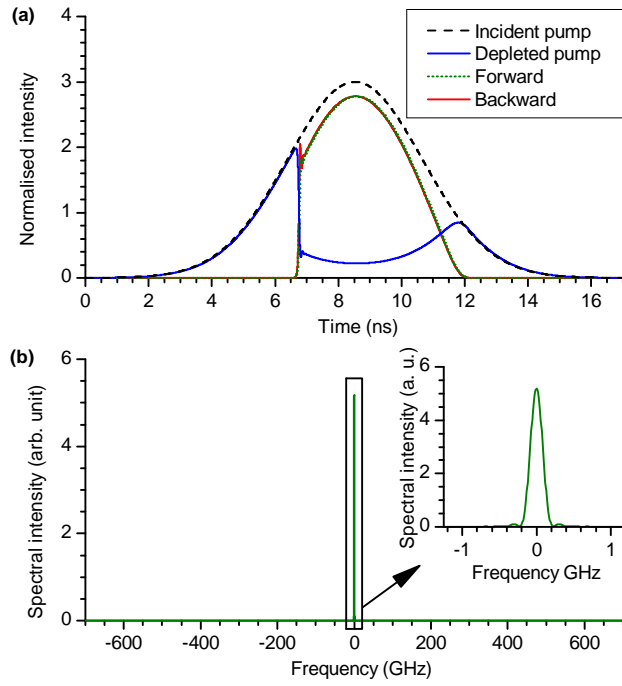 (a)
Normalised intensity
4
3
2
1
0
Incident pump
Depleted pump
Forward
Backward
0 2 4 6 8 10 12 14 16
Time (ns)
(b)
Spectral intensity (arb. unit)
6
4
2
0
-600 -400 -200 0 200 400 600
Frequency (GHz)
Spectral intensity (a. u.)
6
4
2
0
-1 0 1
Frequency GHz